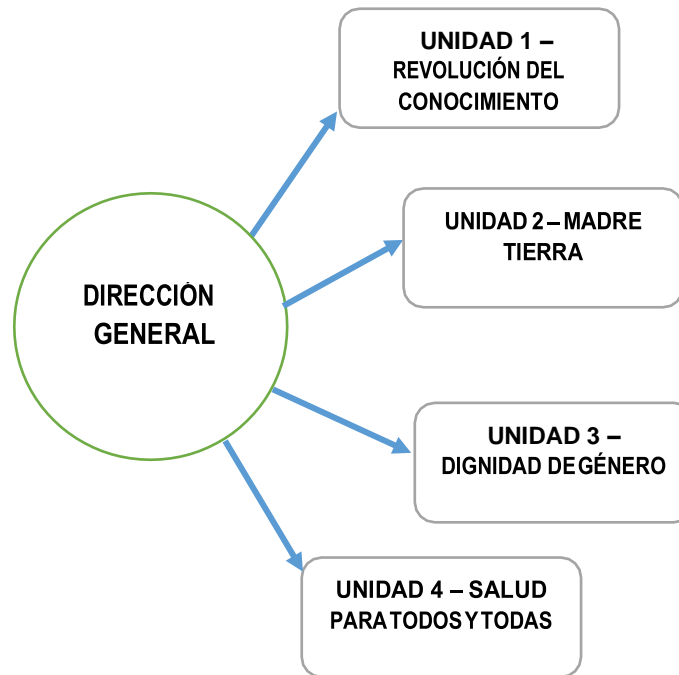 UNIDAD 1 –
REVOLUCIÓN DEL
CONOCIMIENTO
UNIDAD 2 – MADRE
TIERRA
DIRECCIÓN
GENERAL
UNIDAD 3 –
DIGNIDAD DE GÉNERO
UNIDAD 4 – SALUD
PARA TODOS Y TODAS